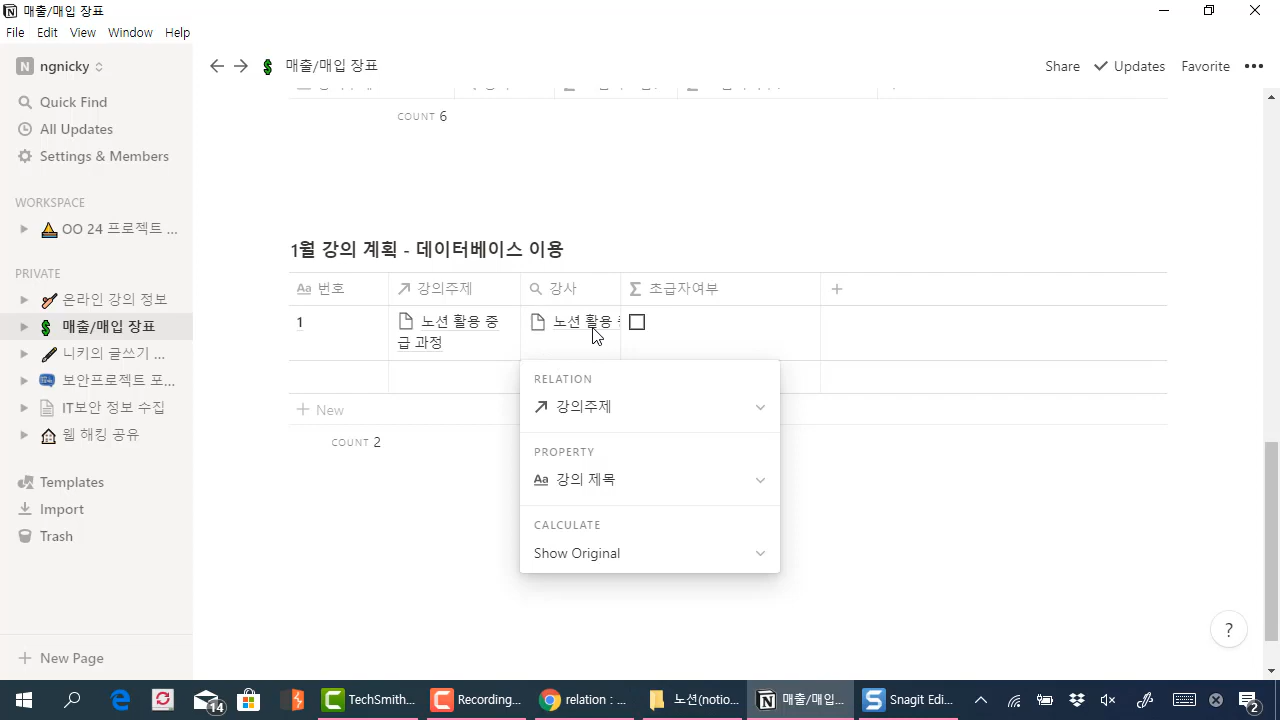 매출/매입 장표
File Edit View Window Help
N ngnicky
매출/매입 장표
Share Updates Favorite •••
Quick Find
All Updates
Settings & Members
COUNT 6
WORKSPACE
OO 24 프로젝트 ...
PRIVATE
온라인 강의 정보
매출/매입 장표
니키의 글쓰기 ...
보안프로젝트 포...
IT보안 정보 수집
웹 해킹 공유
Templates
Import
Trash
New Page
1월 강의 계획 - 데이터베이스 이용
Aa 번호 강의주제 강사 Σ 초급자여부 +
1 노션 활용 중 노션 활용
급 과정
+ New
COUNT 2
RELATION
강의주제
PROPERTY
Aa 강의 제목
CALCULATE
Show Original
?
TechSmith... Recording... relation : ... 노션(notio... 매출/매입... Snagit Edi...
14
2